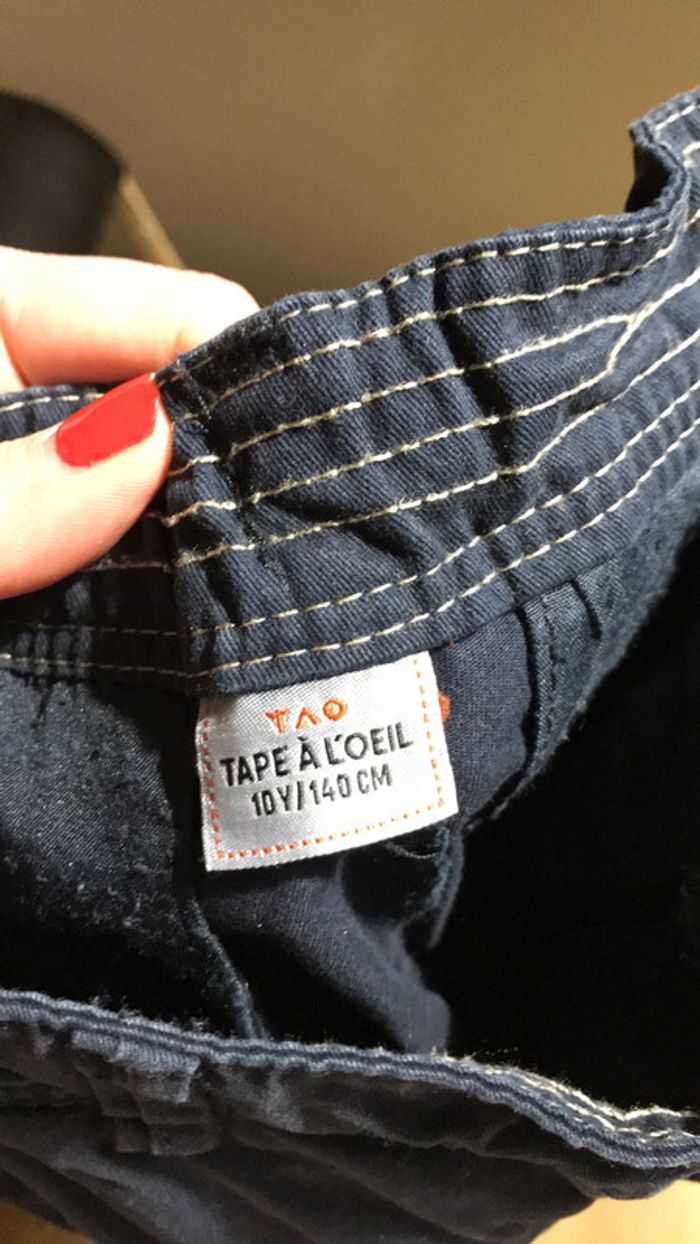 TAO
TAPE À L'OEIL
10Y/140 CM